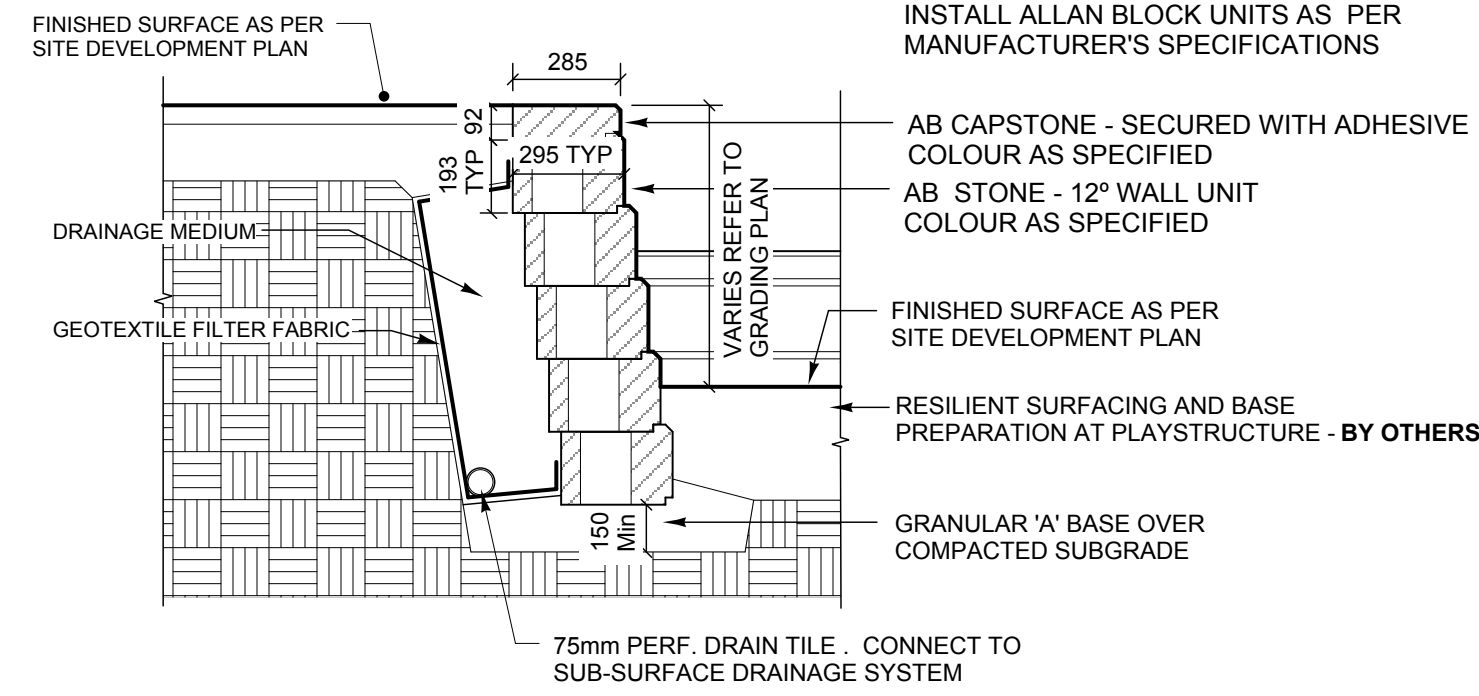 FINISHED SURFACE AS PER
SITE DEVELOPMENT PLAN
INSTALL ALLAN BLOCK UNITS AS PER
MANUFACTURER'S SPECIFICATIONS
285
92
193
TYP
295 TYP
AB CAPSTONE - SECURED WITH ADHESIVE
COLOUR AS SPECIFIED
AB STONE - 12º WALL UNIT
COLOUR AS SPECIFIED
VARIES REFER TO
GRADING PLAN
DRAINAGE MEDIUM
GEOTEXTILE FILTER FABRIC
FINISHED SURFACE AS PER
SITE DEVELOPMENT PLAN
RESILIENT SURFACING AND BASE
PREPARATION AT PLAYSTRUCTURE - BY OTHERS
150
Min
GRANULAR 'A' BASE OVER
COMPACTED SUBGRADE
75mm PERF. DRAIN TILE . CONNECT TO
SUB-SURFACE DRAINAGE SYSTEM